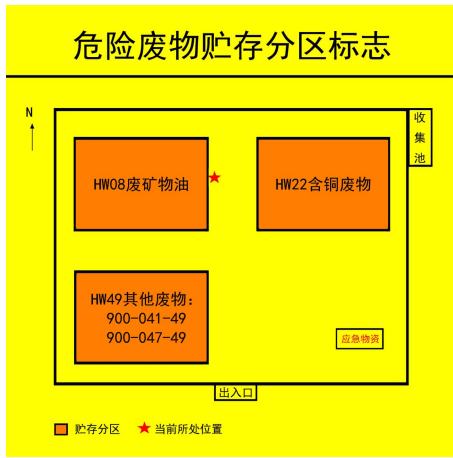 危险废物贮存分区标志
N
收
集
池
HW08废矿物油
HW22含铜废物
HW49其他废物：
900-041-49
900-047-49
应急物资
出入口
贮存分区
当前所处位置